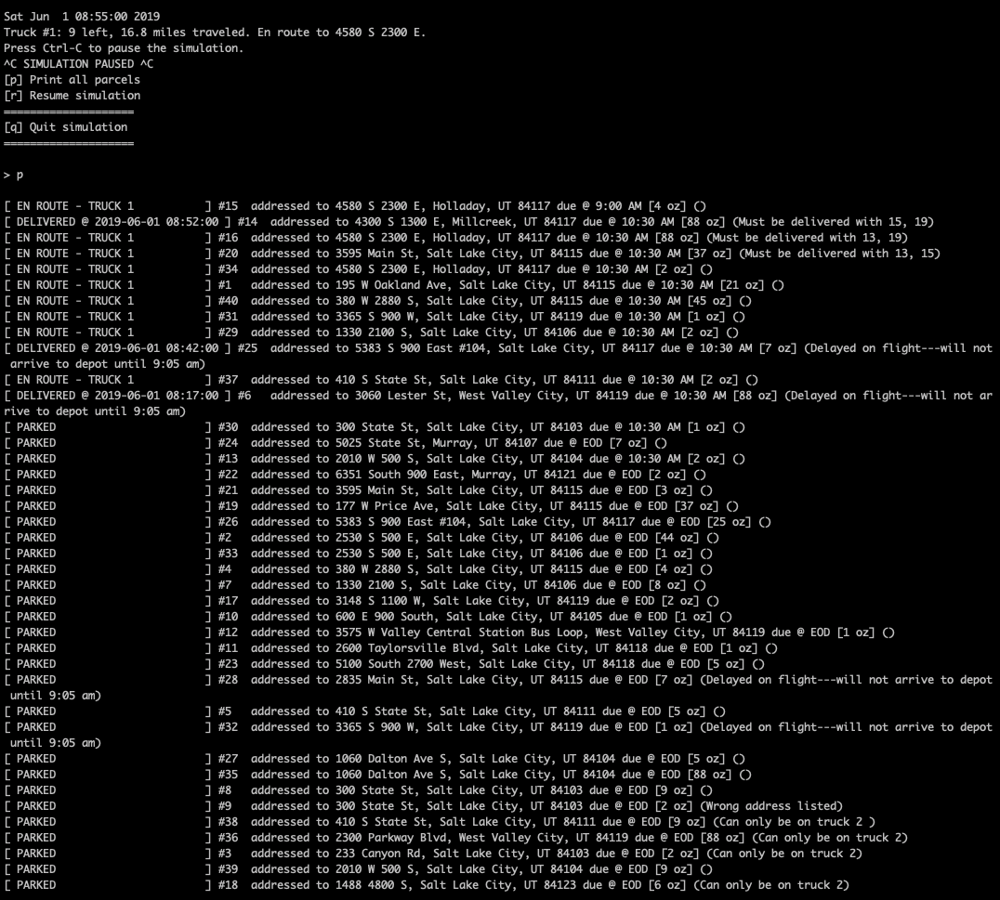 Sat Jun  1 08:55:00 2019
Truck #1: 9 left, 16.8 miles traveled. En route to 4580 S 2300 E.
Press Ctrl-C to pause the simulation.
^C SIMULATION PAUSED ^C
[p] Print all parcels
[r] Resume simulation
====================
[q] Quit simulation
====================
> p
[ EN ROUTE - TRUCK 1           ] #15  addressed to 4580 S 2300 E, Holladay, UT 84117 due @ 9:00 AM [4 oz] ()
[ DELIVERED @ 2019-06-01 08:52:00 ] #14  addressed to 4300 S 1300 E, Millcreek, UT 84117 due @ 10:30 AM [88 oz] (Must be delivered with 15, 19)
[ EN ROUTE - TRUCK 1           ] #16  addressed to 4580 S 2300 E, Holladay, UT 84117 due @ 10:30 AM [88 oz] (Must be delivered with 13, 19)
[ EN ROUTE - TRUCK 1           ] #20  addressed to 3595 Main St, Salt Lake City, UT 84115 due @ 10:30 AM [37 oz] (Must be delivered with 13, 15)
[ EN ROUTE - TRUCK 1           ] #34  addressed to 4580 S 2300 E, Holladay, UT 84117 due @ 10:30 AM [2 oz] ()
[ EN ROUTE - TRUCK 1           ] #1   addressed to 195 W Oakland Ave, Salt Lake City, UT 84115 due @ 10:30 AM [21 oz] ()
[ EN ROUTE - TRUCK 1           ] #40  addressed to 380 W 2880 S, Salt Lake City, UT 84115 due @ 10:30 AM [45 oz] ()
[ EN ROUTE - TRUCK 1           ] #31  addressed to 3365 S 900 W, Salt Lake City, UT 84119 due @ 10:30 AM [1 oz] ()
[ EN ROUTE - TRUCK 1           ] #29  addressed to 1330 2100 S, Salt Lake City, UT 84106 due @ 10:30 AM [2 oz] ()
[ DELIVERED @ 2019-06-01 08:42:00 ] #25  addressed to 5383 S 900 East #104, Salt Lake City, UT 84117 due @ 10:30 AM [7 oz] (Delayed on flight---will not
 arrive to depot until 9:05 am)
[ EN ROUTE - TRUCK 1           ] #37  addressed to 410 S State St, Salt Lake City, UT 84111 due @ 10:30 AM [2 oz] ()
[ DELIVERED @ 2019-06-01 08:17:00 ] #6   addressed to 3060 Lester St, West Valley City, UT 84119 due @ 10:30 AM [88 oz] (Delayed on flight---will not ar
rive to depot until 9:05 am)
[ PARKED                       ] #30  addressed to 300 State St, Salt Lake City, UT 84103 due @ 10:30 AM [1 oz] ()
[ PARKED                       ] #24  addressed to 5025 State St, Murray, UT 84107 due @ EOD [7 oz] ()
[ PARKED                       ] #13  addressed to 2010 W 500 S, Salt Lake City, UT 84104 due @ 10:30 AM [2 oz] ()
[ PARKED                       ] #22  addressed to 6351 South 900 East, Murray, UT 84121 due @ EOD [2 oz] ()
[ PARKED                       ] #21  addressed to 3595 Main St, Salt Lake City, UT 84115 due @ EOD [3 oz] ()
[ PARKED                       ] #19  addressed to 177 W Price Ave, Salt Lake City, UT 84115 due @ EOD [37 oz] ()
[ PARKED                       ] #26  addressed to 5383 S 900 East #104, Salt Lake City, UT 84117 due @ EOD [25 oz] ()
[ PARKED                       ] #2   addressed to 2530 S 500 E, Salt Lake City, UT 84106 due @ EOD [44 oz] ()
[ PARKED                       ] #33  addressed to 2530 S 500 E, Salt Lake City, UT 84106 due @ EOD [1 oz] ()
[ PARKED                       ] #4   addressed to 380 W 2880 S, Salt Lake City, UT 84115 due @ EOD [4 oz] ()
[ PARKED                       ] #7   addressed to 1330 2100 S, Salt Lake City, UT 84106 due @ EOD [8 oz] ()
[ PARKED                       ] #17  addressed to 3148 S 1100 W, Salt Lake City, UT 84119 due @ EOD [2 oz] ()
[ PARKED                       ] #10  addressed to 600 E 900 South, Salt Lake City, UT 84105 due @ EOD [1 oz] ()
[ PARKED                       ] #12  addressed to 3575 W Valley Central Station Bus Loop, West Valley City, UT 84119 due @ EOD [1 oz] ()
[ PARKED                       ] #11  addressed to 2600 Taylorsville Blvd, Salt Lake City, UT 84118 due @ EOD [1 oz] ()
[ PARKED                       ] #23  addressed to 5100 South 2700 West, Salt Lake City, UT 84118 due @ EOD [5 oz] ()
[ PARKED                       ] #28  addressed to 2835 Main St, Salt Lake City, UT 84115 due @ EOD [7 oz] (Delayed on flight---will not arrive to depot
 until 9:05 am)
[ PARKED                       ] #5   addressed to 410 S State St, Salt Lake City, UT 84111 due @ EOD [5 oz] ()
[ PARKED                       ] #32  addressed to 3365 S 900 W, Salt Lake City, UT 84119 due @ EOD [1 oz] (Delayed on flight---will not arrive to depot
 until 9:05 am)
[ PARKED                       ] #27  addressed to 1060 Dalton Ave S, Salt Lake City, UT 84104 due @ EOD [5 oz] ()
[ PARKED                       ] #35  addressed to 1060 Dalton Ave S, Salt Lake City, UT 84104 due @ EOD [88 oz] ()
[ PARKED                       ] #8   addressed to 300 State St, Salt Lake City, UT 84103 due @ EOD [9 oz] ()
[ PARKED                       ] #9   addressed to 300 State St, Salt Lake City, UT 84103 due @ EOD [2 oz] (Wrong address listed)
[ PARKED                       ] #38  addressed to 410 S State St, Salt Lake City, UT 84111 due @ EOD [9 oz] (Can only be on truck 2 )
[ PARKED                       ] #36  addressed to 2300 Parkway Blvd, West Valley City, UT 84119 due @ EOD [88 oz] (Can only be on truck 2)
[ PARKED                       ] #3   addressed to 233 Canyon Rd, Salt Lake City, UT 84103 due @ EOD [2 oz] (Can only be on truck 2)
[ PARKED                       ] #39  addressed to 2010 W 500 S, Salt Lake City, UT 84104 due @ EOD [9 oz] ()
[ PARKED                       ] #18  addressed to 1488 4800 S, Salt Lake City, UT 84123 due @ EOD [6 oz] (Can only be on truck 2)